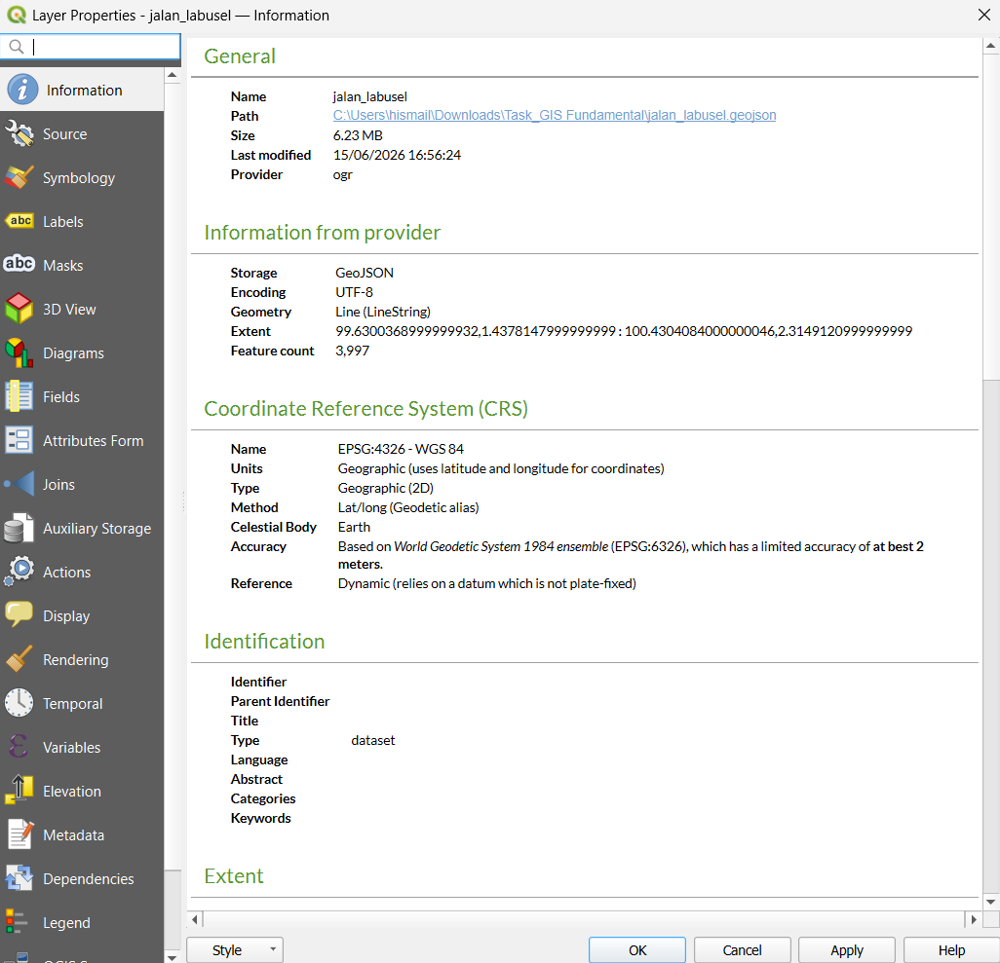 Layer Properties - jalan_labusel — Information
Information
Source
Symbology
abc Labels
abc Masks
3D View
Diagrams
Fields
Attributes Form
Joins
Auxiliary Storage
Actions
Display
Rendering
Temporal
Variables
Elevation
Metadata
Dependencies
Legend
General
Name jalan_labusel
Path C:\Users\hismail\Downloads\Task_GIS Fundamental\jalan_labusel.geojson
Size 6.23 MB
Last modified 15/06/2026 16:56:24
Provider ogr
Information from provider
Storage GeoJSON
Encoding UTF-8
Geometry Line (LineString)
Extent 99.6300368999999932,1.4378147999999999 : 100.4304084000000046,2.3149120999999999
Feature count 3,997
Coordinate Reference System (CRS)
Name EPSG:4326 - WGS 84
Units Geographic (uses latitude and longitude for coordinates)
Type Geographic (2D)
Method Lat/long (Geodetic alias)
Celestial Body Earth
Accuracy Based on World Geodetic System 1984 ensemble (EPSG:6326), which has a limited accuracy of at best 2
meters.
Reference Dynamic (relies on a datum which is not plate-fixed)
Identification
Identifier
Parent Identifier
Title
Type dataset
Language
Abstract
Categories
Keywords
Extent
Style
OK
Cancel
Apply
Help